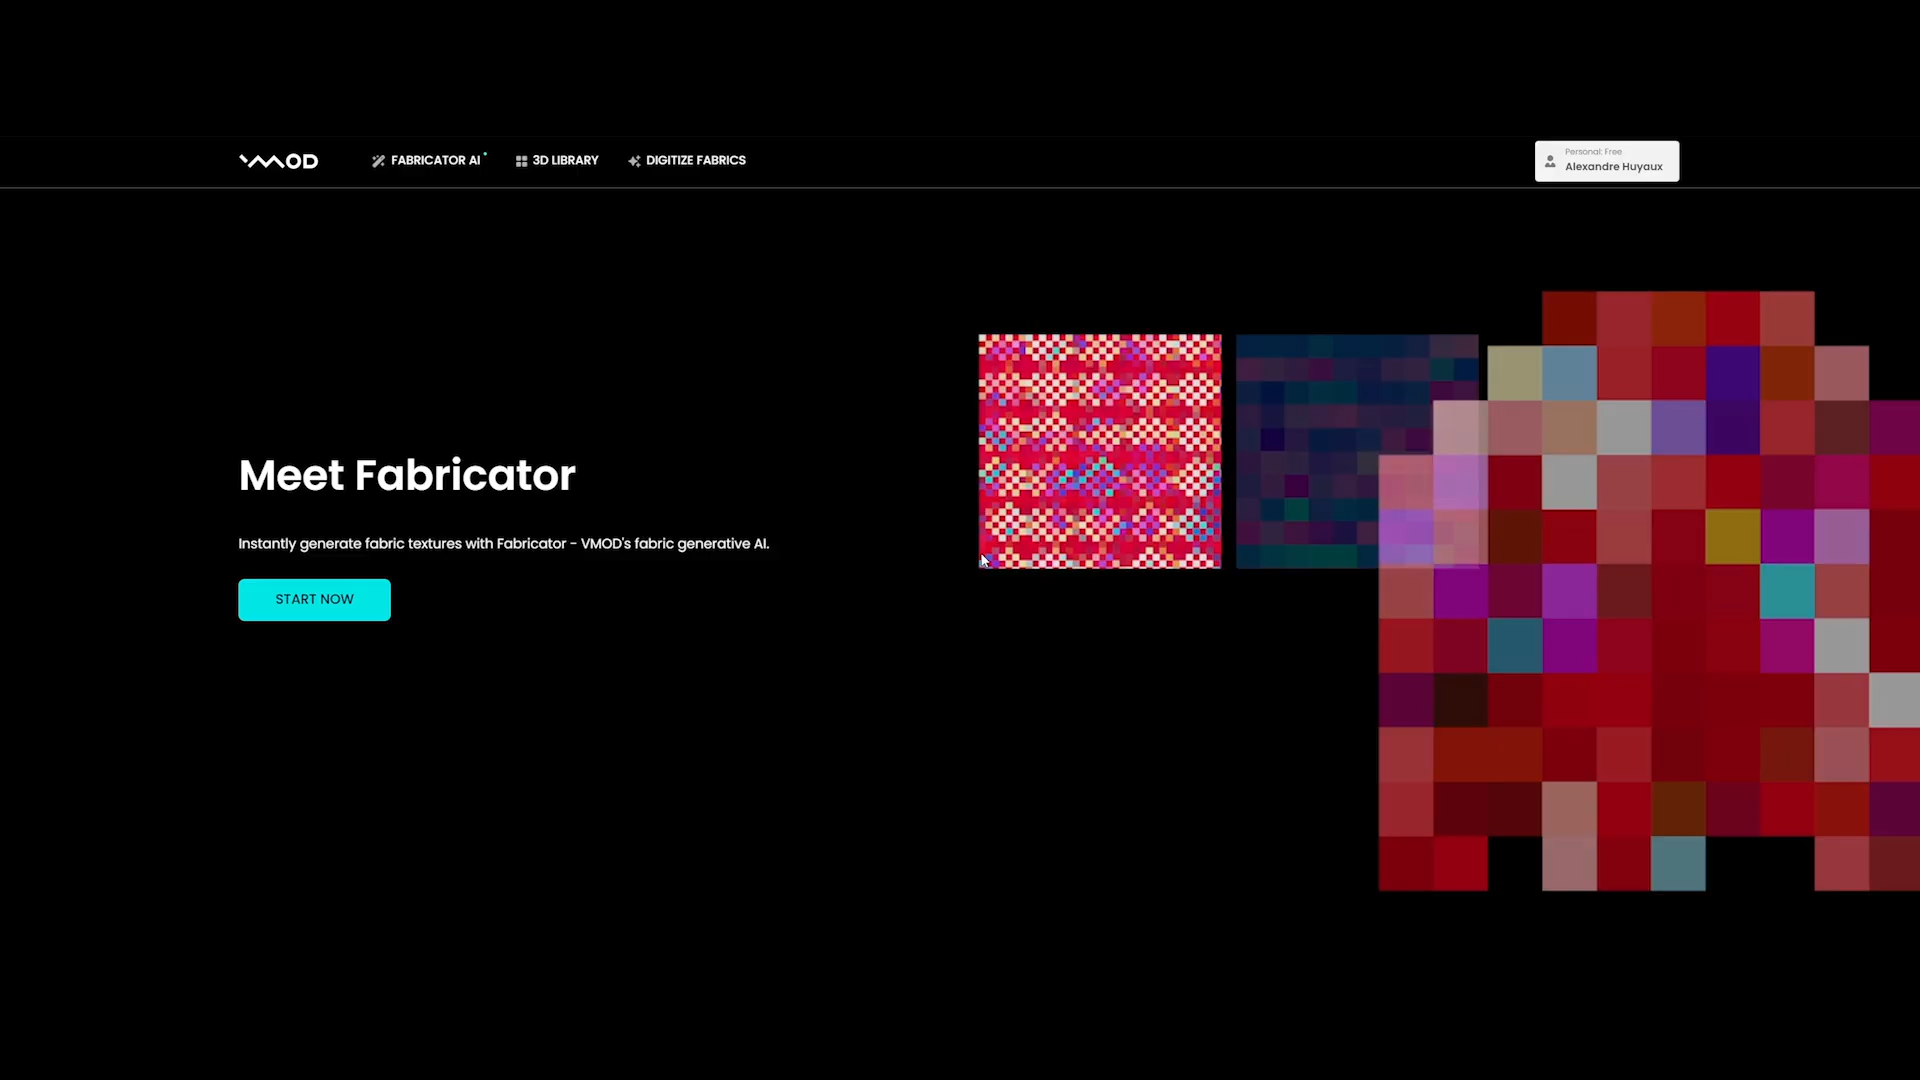 VMOD
FABRICATOR AI
3D LIBRARY
DIGITIZE FABRICS
Personal: Free
Alexandre Huyaux
Meet Fabricator
Instantly generate fabric textures with Fabricator - VMOD's fabric generative AI.
START NOW